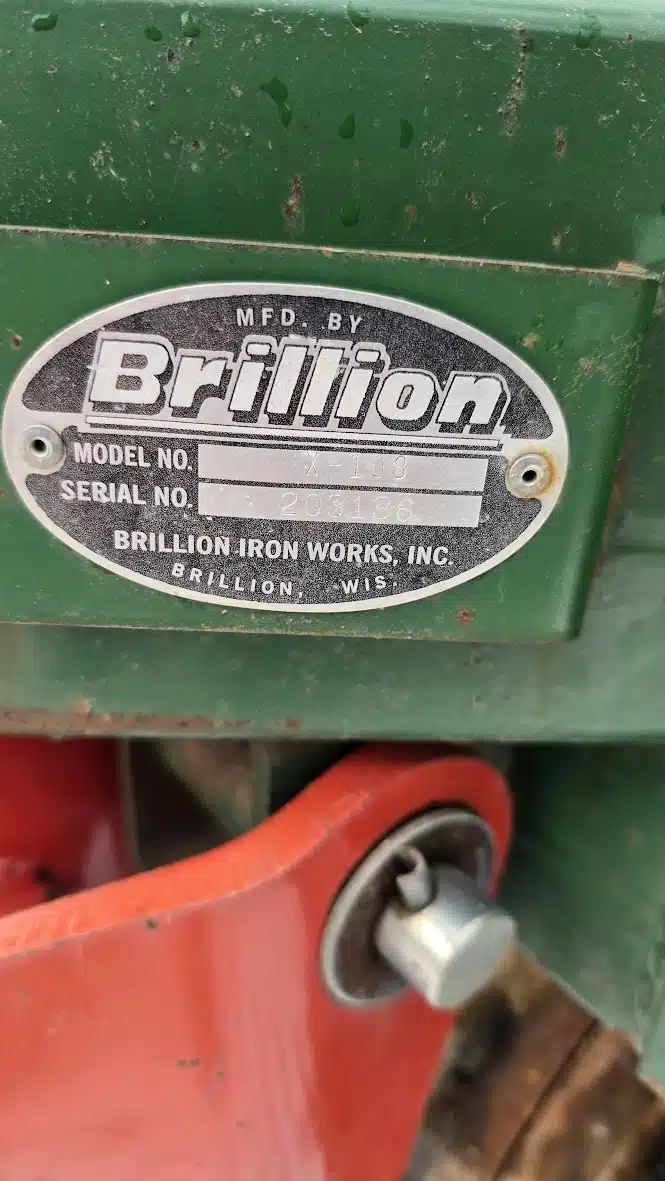 MFD. BY
Brillion
MODEL NO. X-108
SERIAL NO. 203186
BRILLION IRON WORKS, INC.
BRILLION, WIS.